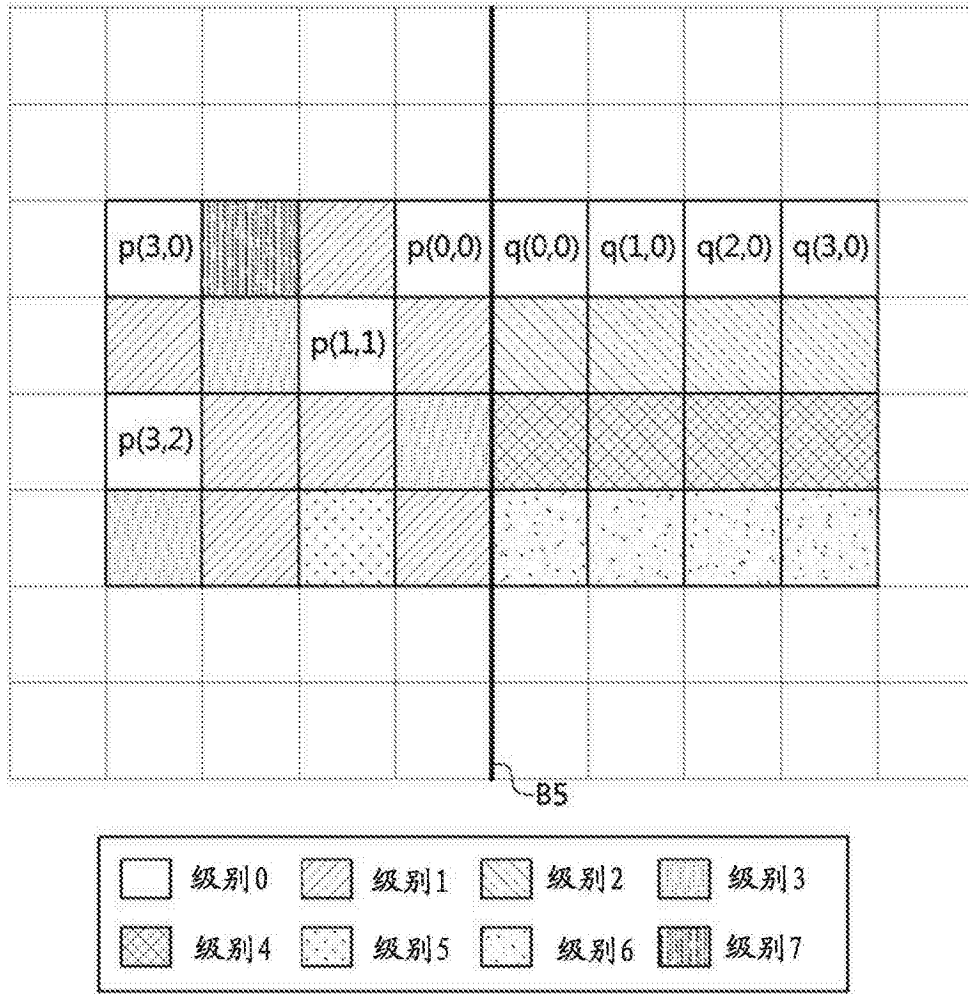 p(3,0) p(0,0) q(0,0) q(1,0) q(2,0) q(3,0)
p(1,1)
p(3,2)
B5
级别0 级别1 级别2 级别3
级别4 级别5 级别6 级别7